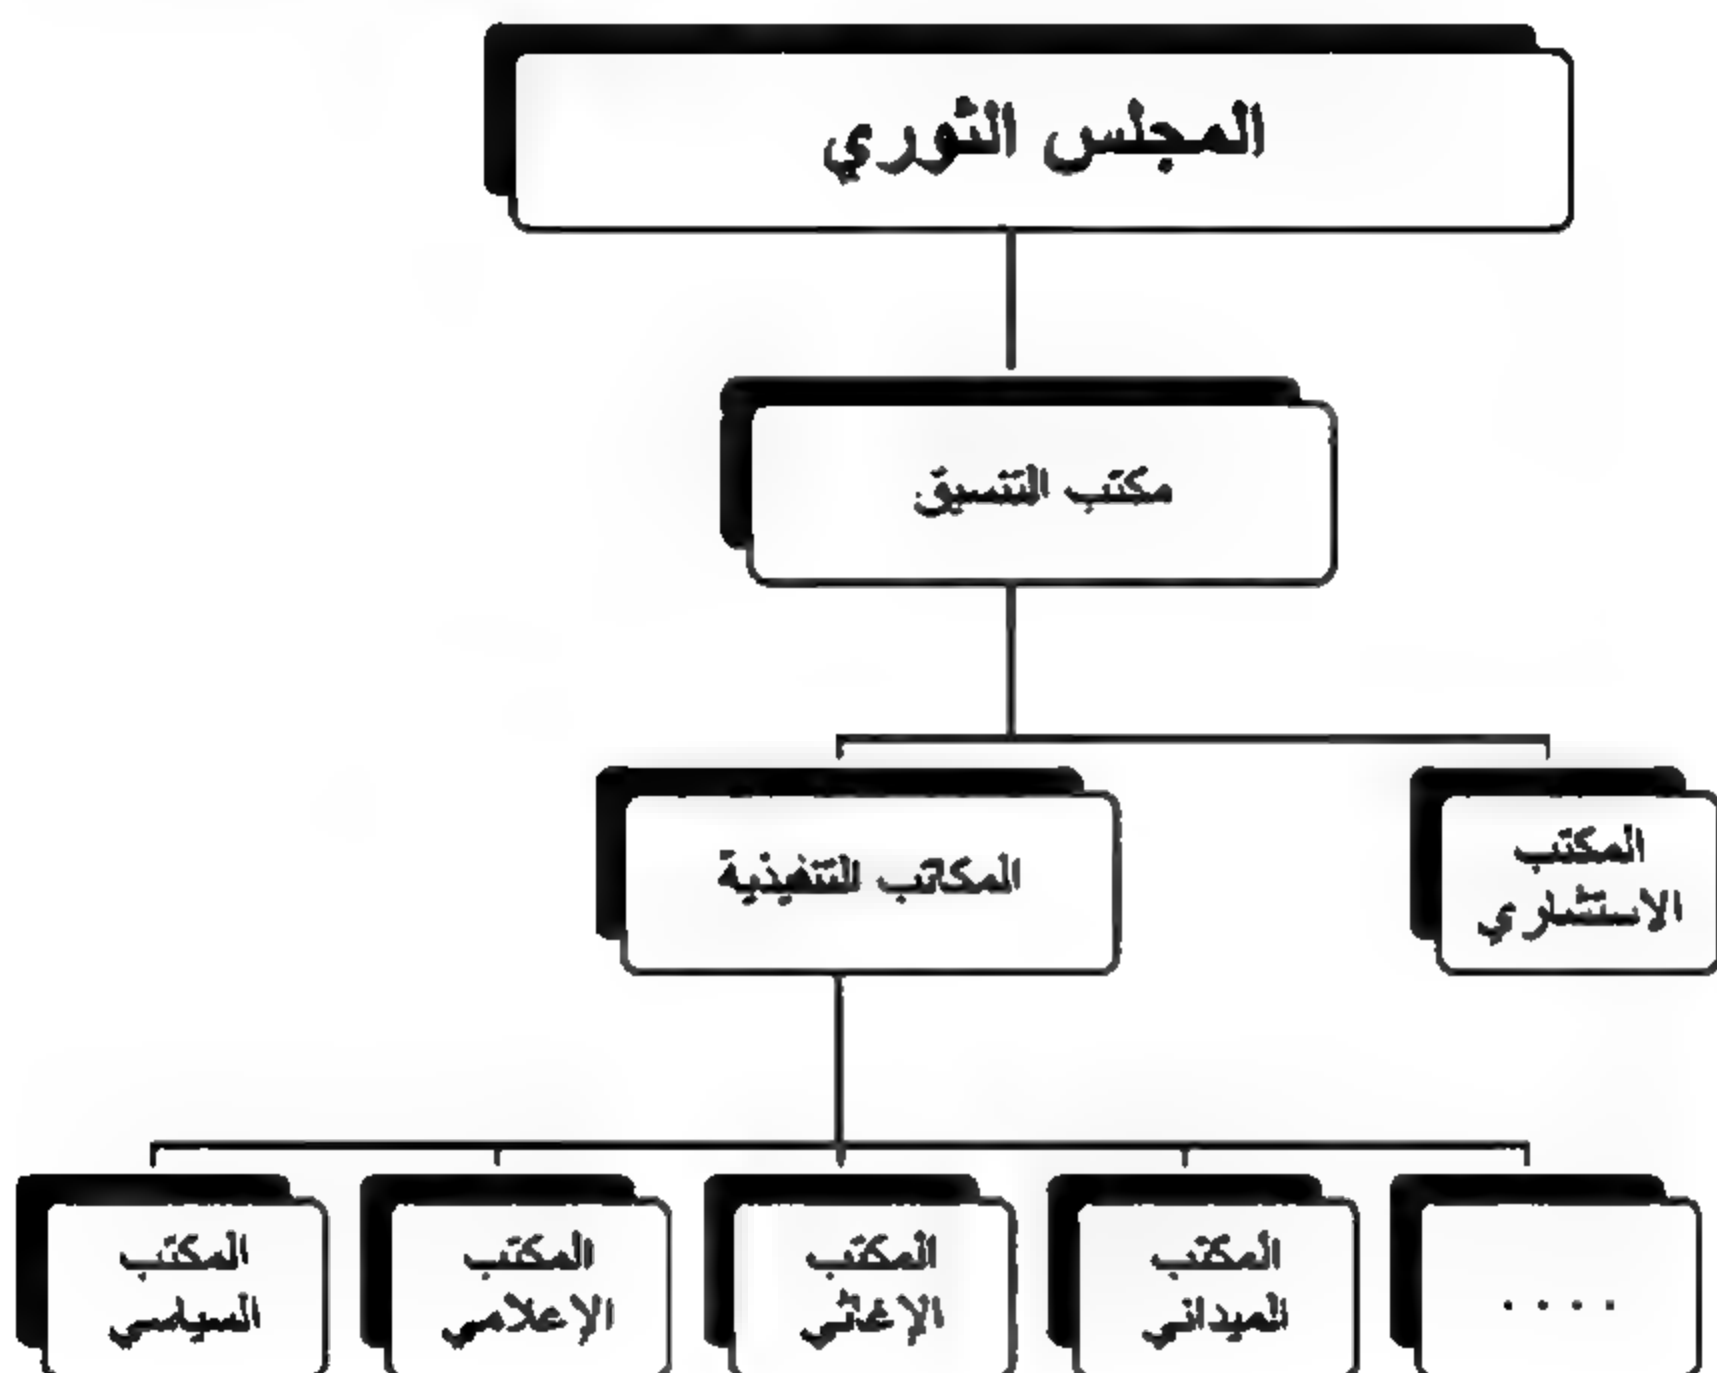 المجلس الثوري
مكتب التنسيق
المكتب
الاستشاري
المكاتب التنفيذية
. . . .
المكتب
الميداني
المكتب
الإغاثي
المكتب
الإعلامي
المكتب
السياسي